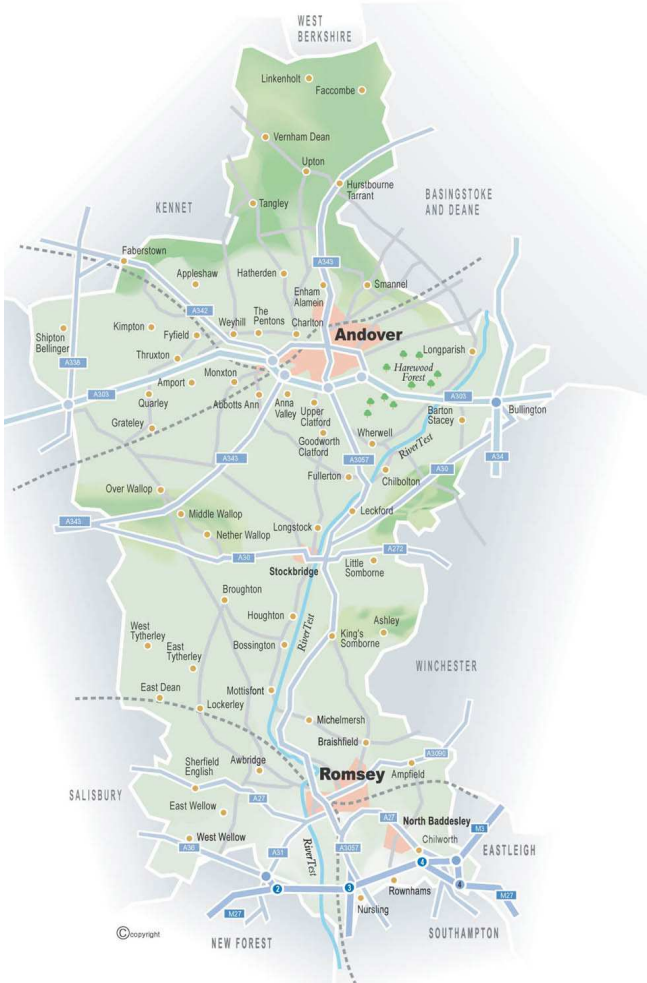 WEST
BERKSHIRE
Linkenholt
Faccombe
Vernham Dean
Upton
Hurstbourne
Tarrant
BASINGSTOKE
AND DEANE
KENNET
Tangley
Faberstown
A343
Appleshaw
Hatherden
Enham
Alamein
Smannel
A342
Kimpton
Fyfield
Weyhill
The
Pentons
Charlton
Andover
Shipton
Bellinger
A338
Thruxton
Longparish
Harewood
Forest
Amport
Monxton
A303
Quarley
Abbotts Ann
Anna
Valley
Upper
Clatford
A303
Bullington
Grateley
Goodworth
Clatford
Barton
Stacey
Wherwell
River Test
A343
A3057
A30
A34
Fullerton
Chilbolton
Over Wallop
Middle Wallop
Leckford
A343
Nether Wallop
Longstock
A30
A272
Stockbridge
Little
Somborne
Broughton
Houghton
Ashley
West
Tytherley
East
Tytherley
Bossington
River Test
King's
Somborne
WINCHESTER
East Dean
Mottisfont
Lockerley
Michelmersh
Braishfield
A3090
Sherfield
English
Awbridge
Romsey
Ampfield
SALISBURY
A27
East Wellow
North Baddesley
A27
M3
West Wellow
A36
A31
River Test
A3057
Chilworth
EASTLEIGH
4
4
2
3
Rownhams
M27
M27
Nursling
©copyright
NEW FOREST
SOUTHAMPTON